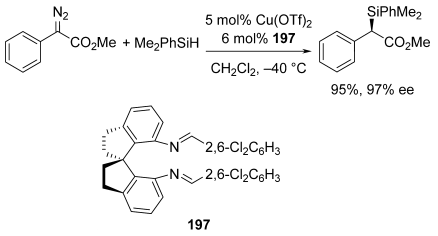 N₂
CO₂Me
+ Me₂PhSiH
5 mol% Cu(OTf)₂
6 mol% 197
CH₂Cl₂, –40 °C
SiPhMe₂
CO₂Me
95%, 97% ee
N
2,6-Cl₂C₆H₃
N
2,6-Cl₂C₆H₃
197